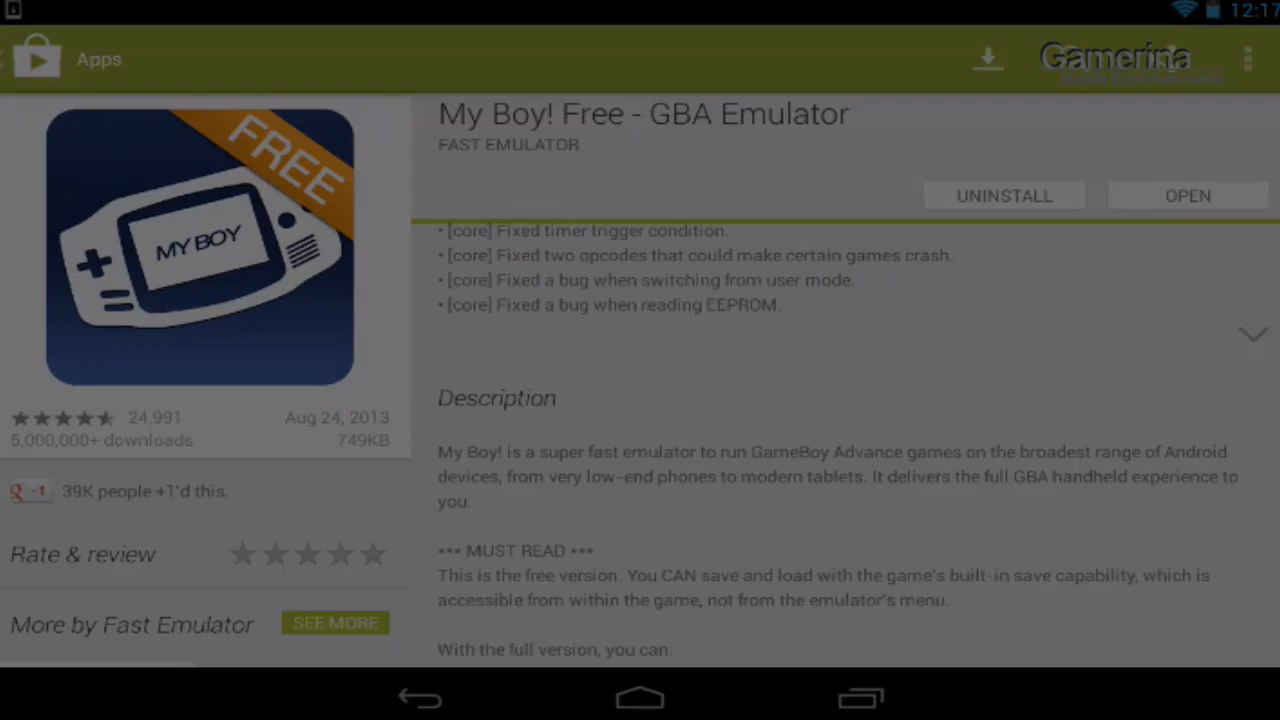 12:17
Apps
Gamerina
My Boy! Free - GBA Emulator
FAST EMULATOR
UNINSTALL
OPEN
FREE
MY BOY
24,991
Aug 24, 2013
5,000,000+ downloads
749KB
g -1
39K people +1'd this.
Rate & review
More by Fast Emulator
SEE MORE
• [core] Fixed timer trigger condition.
• [core] Fixed two opcodes that could make certain games crash.
• [core] Fixed a bug when switching from user mode.
• [core] Fixed a bug when reading EEPROM.
Description
My Boy! is a super fast emulator to run GameBoy Advance games on the broadest range of Android
devices, from very low-end phones to modern tablets. It delivers the full GBA handheld experience to
you.
*** MUST READ ***
This is the free version. You CAN save and load with the game's built-in save capability, which is
accessible from within the game, not from the emulator's menu.
With the full version, you can: